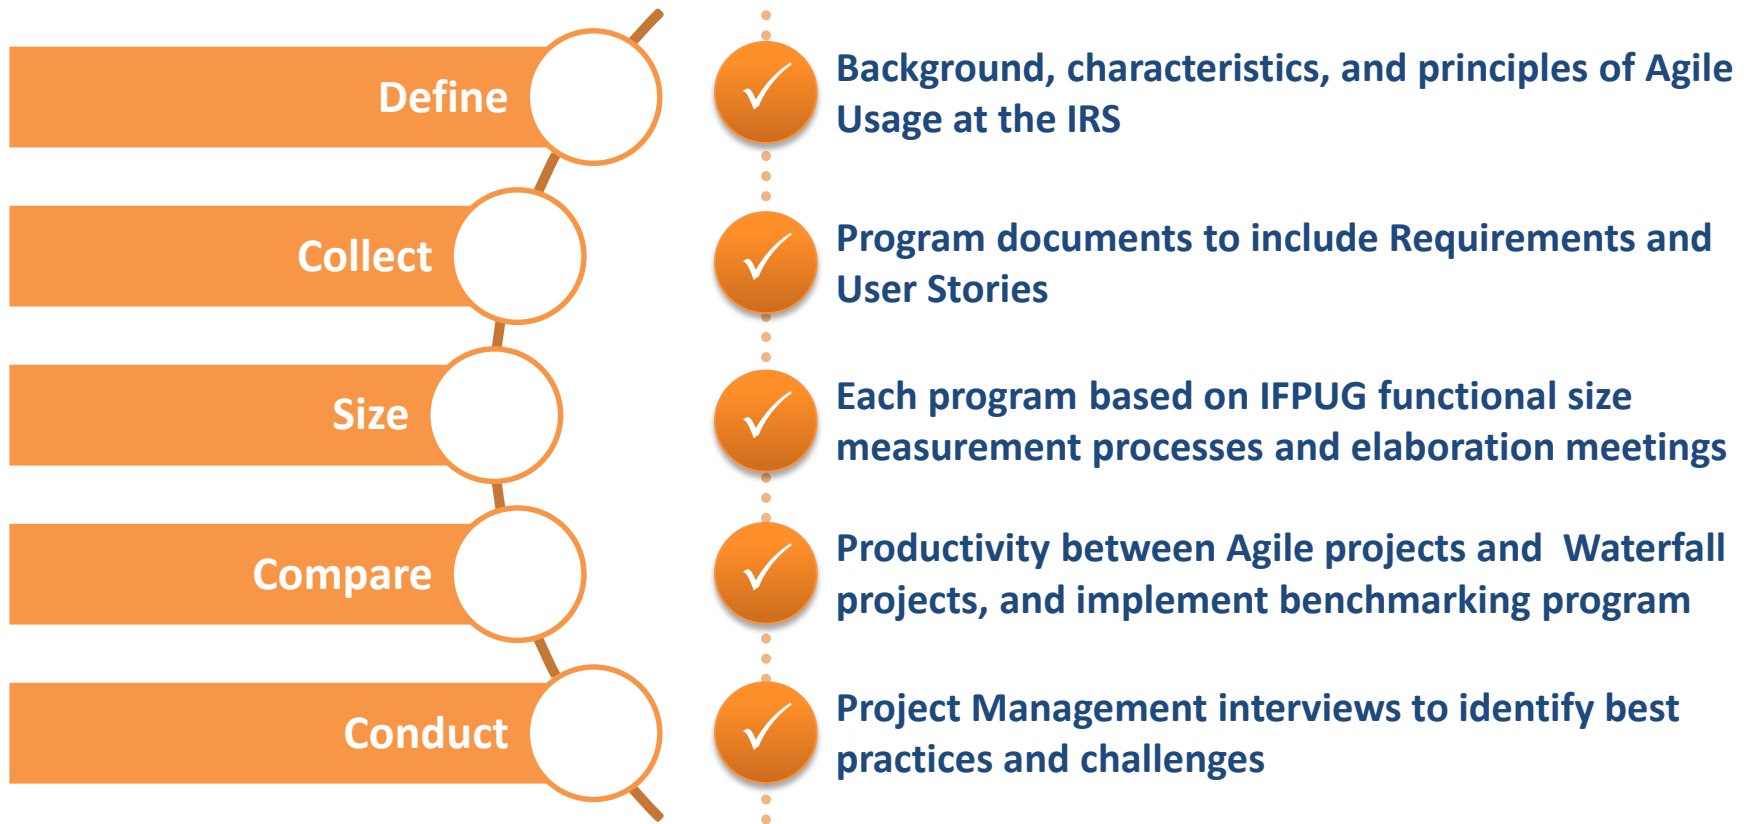 Define
Background, characteristics, and principles of Agile
Usage at the IRS
Collect
Program documents to include Requirements and
User Stories
Size
Each program based on IFPUG functional size
measurement processes and elaboration meetings
Compare
Productivity between Agile projects and  Waterfall
projects, and implement benchmarking program
Conduct
Project Management interviews to identify best
practices and challenges